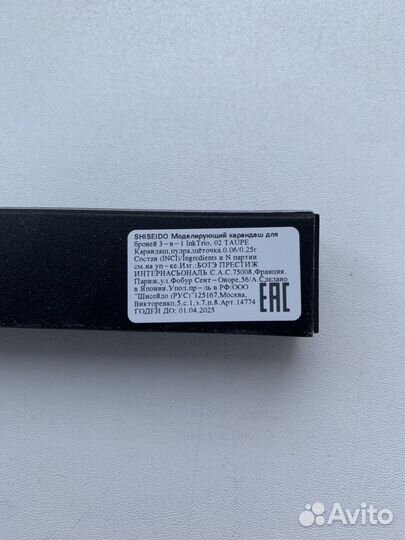 SHISEIDO Моделирующий карандаш для
бровей 3-в-1 InkTrio, 02 TAUPE
Карандаш,пудра,щёточка.0.06/0.25г
Состав (INCI)/Ingredients и N партии
см.на уп-ке.Изг.:БОТЭ ПРЕСТИЖ
ИНТЕРНАСЬОНАЛЬ С.А.С.75008,Франция,
Париж,ул.Фобур Сент-Оноре,56/А.Сделано
в Японии.Упол.пр-ль в РФ:ООО
"Шисейдо (РУС)"125167,Москва,
Викторенко,5,с.1,э.7,п.8.Арт.14774
ГОДЕН ДО: 01.04.2025
EAC
Avito